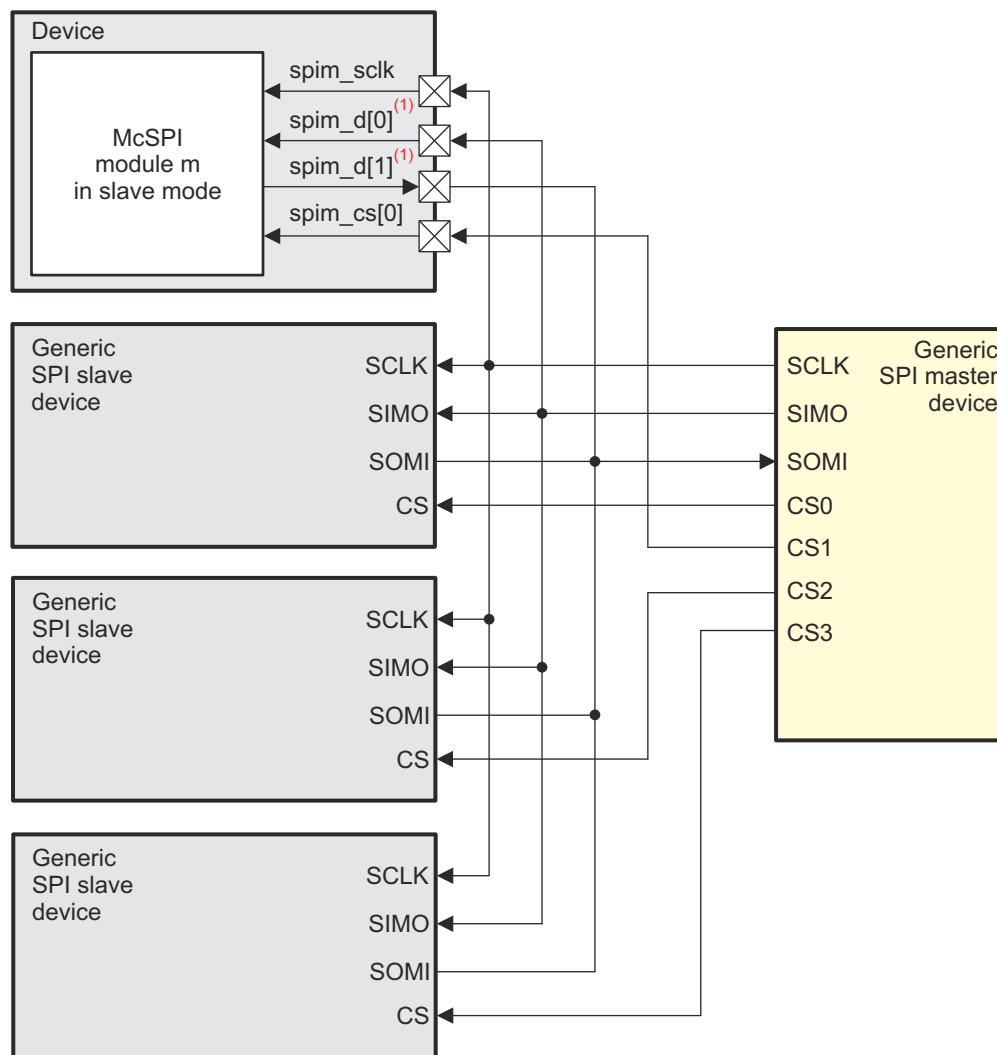 Device
McSPI
module m
in slave mode
spim_sclk
spim_d[0](1)
spim_d[1](1)
spim_cs[0]
Generic
SPI slave
device
SCLK
SIMO
SOMI
CS
Generic
SPI slave
device
SCLK
SIMO
SOMI
CS
Generic
SPI slave
device
SCLK
SIMO
SOMI
CS
Generic
SPI master
device
SCLK
SIMO
SOMI
CS0
CS1
CS2
CS3